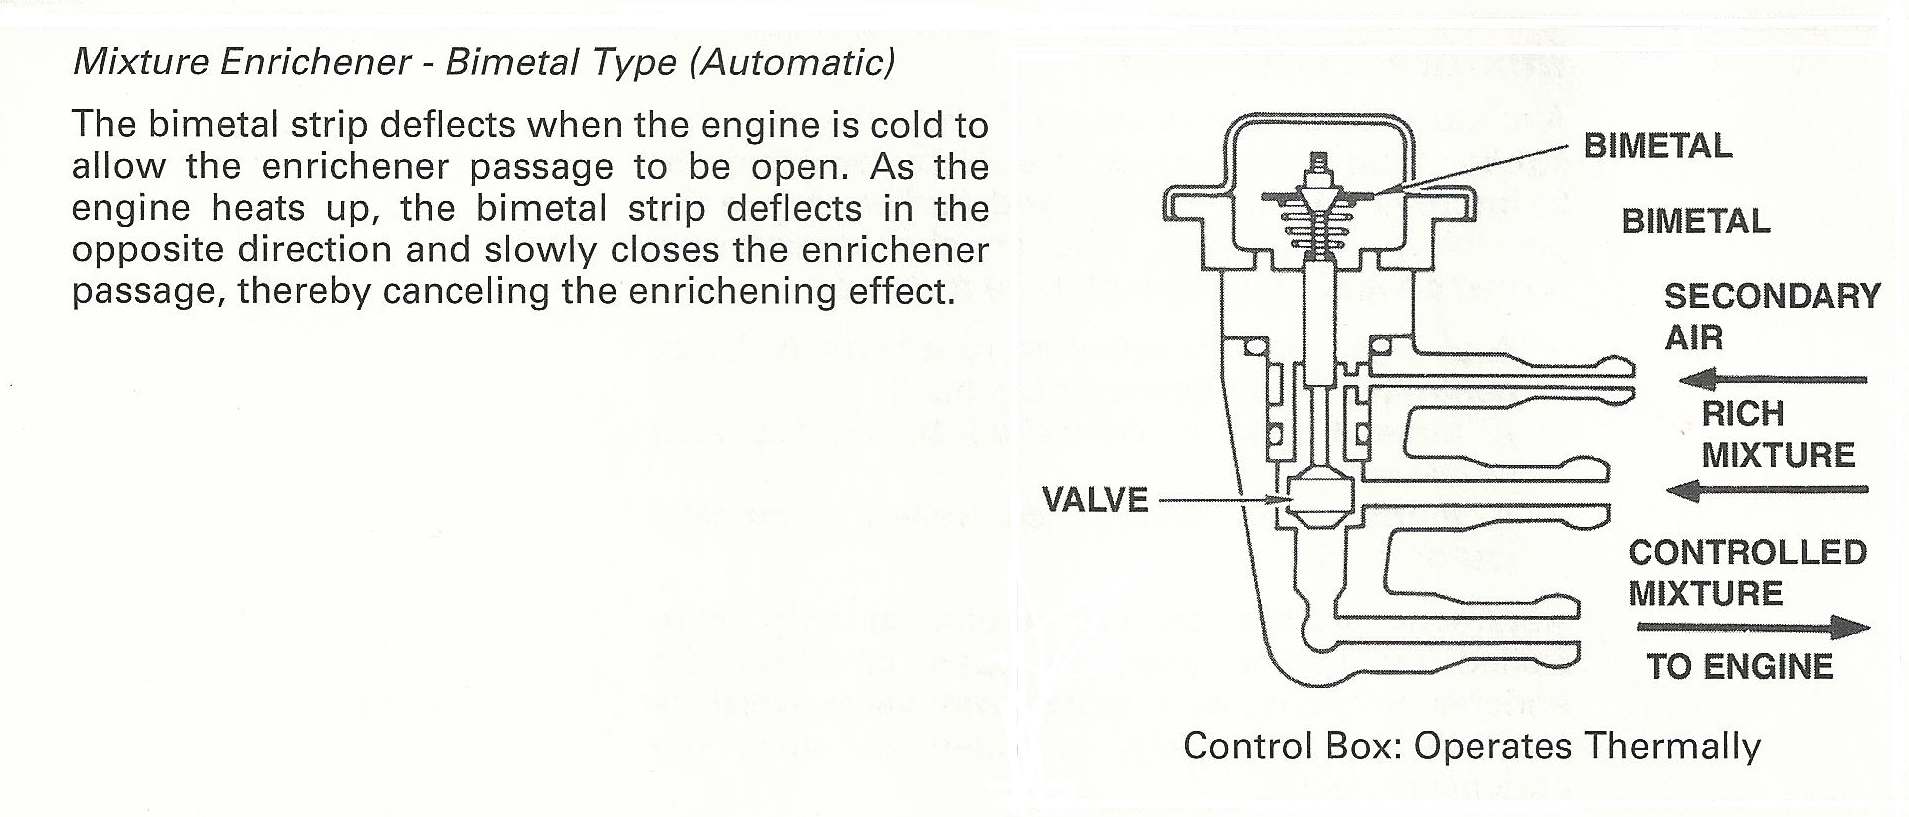 Mixture Enrichener - Bimetal Type (Automatic)
The bimetal strip deflects when the engine is cold to
allow the enrichener passage to be open. As the
engine heats up, the bimetal strip deflects in the
opposite direction and slowly closes the enrichener
passage, thereby canceling the enrichening effect.
BIMETAL
BIMETAL
SECONDARY
AIR
RICH
MIXTURE
VALVE
CONTROLLED
MIXTURE
TO ENGINE
Control Box: Operates Thermally